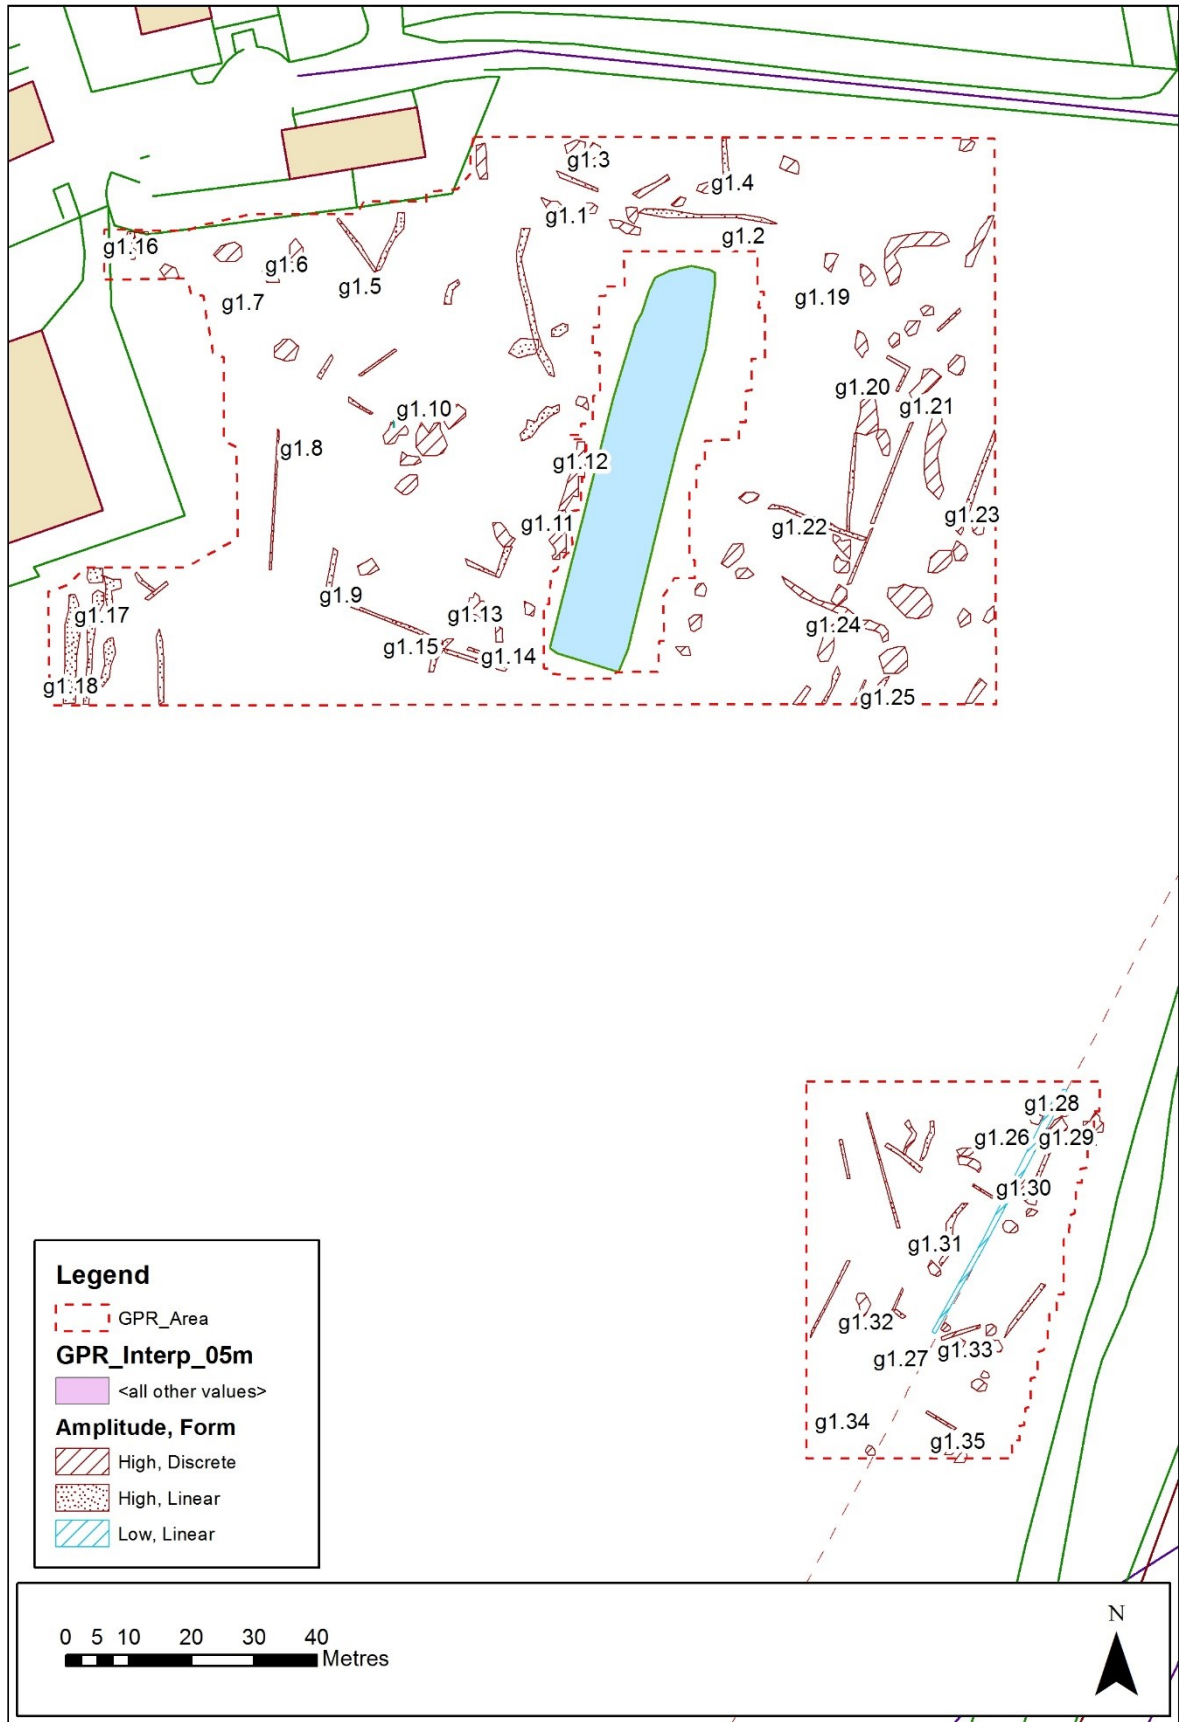 g1.3
g1.4
g1.1
g1.2
g1.16
g1.6
g1.5
g1.7
g1.19
g1.20
g1.21
g1.10
g1.8
g1.12
g1.11
g1.22
g1.23
g1.9
g1.17
g1.13
g1.24
g1.15
g1.14
g1.18
g1.25
g1.28
g1.26
g1.29
g1.30
g1.31
g1.32
g1.33
g1.27
g1.34
g1.35
Legend
GPR_Area
GPR_Interp_05m
<all other values>
Amplitude, Form
High, Discrete
High, Linear
Low, Linear
0 5 10 20 30 40
Metres
N